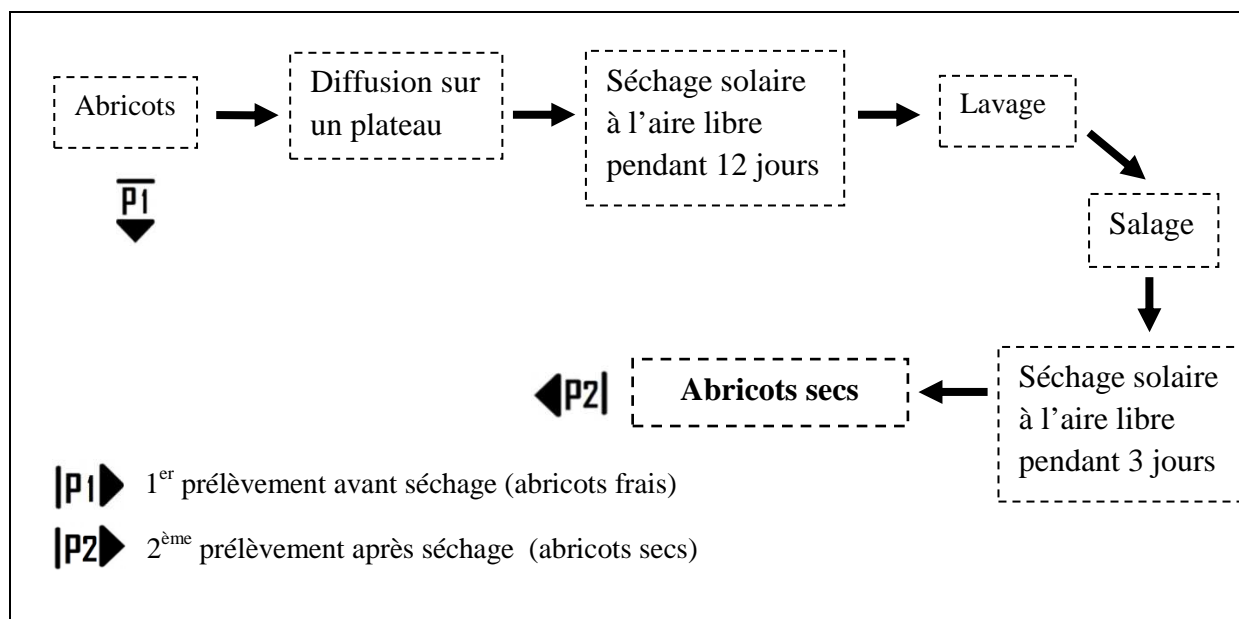 Abricots
Diffusion sur
un plateau
Séchage solaire
à l'aire libre
pendant 12 jours
Lavage
P1
Salage
Séchage solaire
à l'aire libre
pendant 3 jours
Abricots secs
P2
P1 1er prélèvement avant séchage (abricots frais)
P2 2ème prélèvement après séchage (abricots secs)